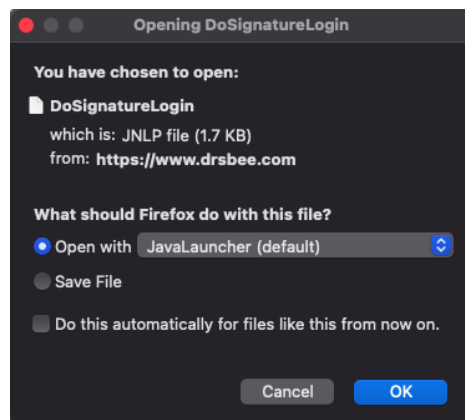 Opening DoSignatureLogin
You have chosen to open:
DoSignatureLogin
which is: JNLP file (1.7 KB)
from: https://www.drsbee.com
What should Firefox do with this file?
Open with JavaLauncher (default)
Save File
Do this automatically for files like this from now on.
Cancel OK